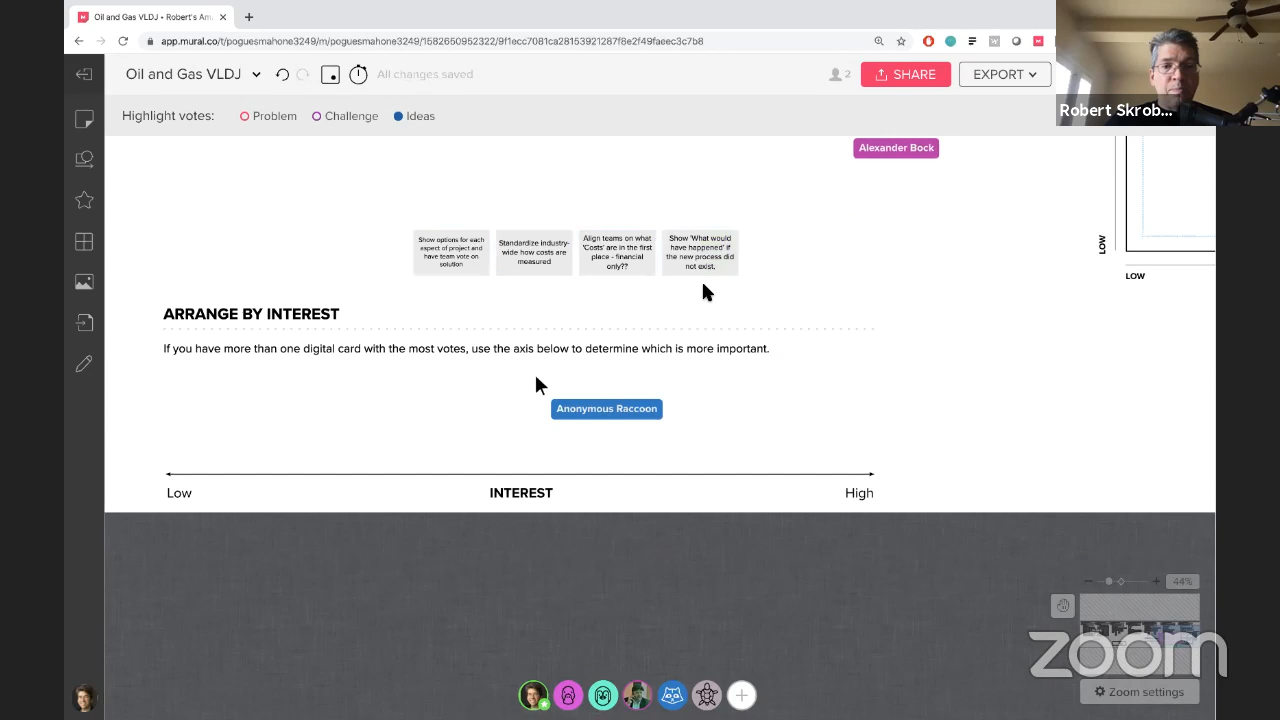 Oil and Gas VLDJ • Robert's Am
app.mural.co/t/poguesmahone3249/m/poguesmahone3249/1582650952322/9f1ecc7081ca28153921287f8e2f49faeec3c7b8
Oil and Gas VLDJ
All changes saved
2
SHARE
EXPORT
Robert Skrob...
Highlight votes:
Problem
Challenge
Ideas
Alexander Bock
Show options for each
aspect of project and
have team vote on
solution
Standardize industry-
wide how costs are
measured
Align teams on what
'Costs' are in the first
place - financial
only??
Show 'What would
have happened' if
the new process did
not exist.
LOW
LOW
ARRANGE BY INTEREST
If you have more than one digital card with the most votes, use the axis below to determine which is more important.
Anonymous Raccoon
Low
INTEREST
High
44%
zoom
Zoom settings